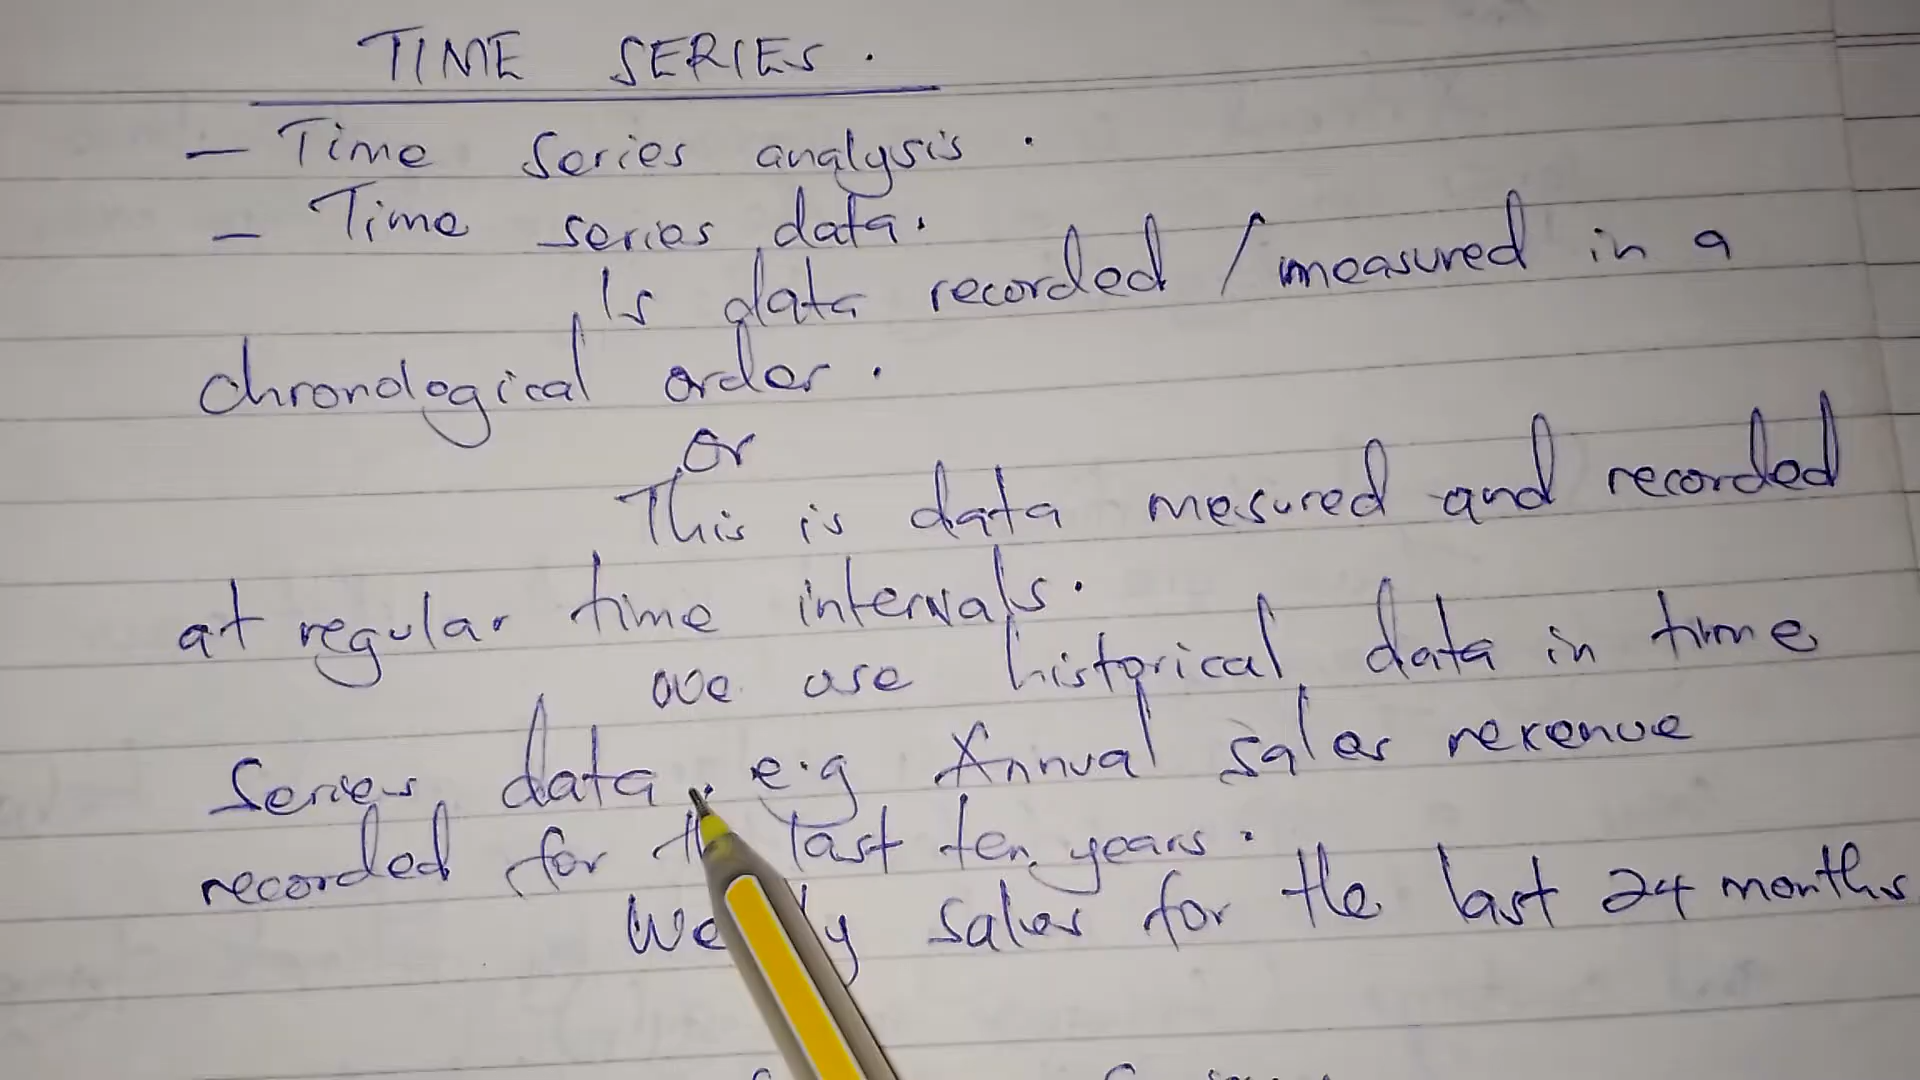 TIME SERIES.
- Time Series analysis.
- Time series data.
Is data recorded / measured in a
chronological order.
Or
This is data mesured and recorded
at regular time intervals.
We use historical data in time
Series data. e.g Annual sales revenue
recorded for last ten years.
sales for the last 24 months